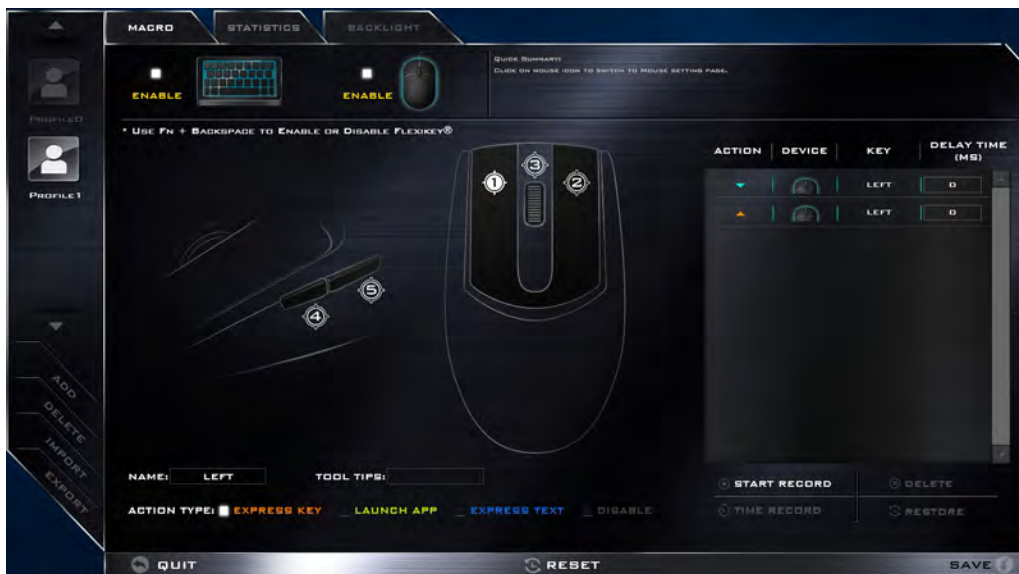 MACRO STATISTICS BACKLIGHT
QUICK SUMMARY:
CLICK ON MOUSE ICON TO SWITCH TO MOUSE SETTING PAGE.
ENABLE ENABLE
PROFILE0
* USE FN + BACKSPACE TO ENABLE OR DISABLE FLEXIKEY®
PROFILE1
ACTION DEVICE KEY DELAY TIME (MS)
LEFT 0
LEFT 0
1 3 2
5
4
ADD
DELETE
IMPORT
EXPORT
NAME: LEFT TOOL TIPS:
ACTION TYPE: EXPRESS KEY LAUNCH APP EXPRESS TEXT DISABLE
START RECORD DELETE
TIME RECORD RESTORE
QUIT RESET SAVE